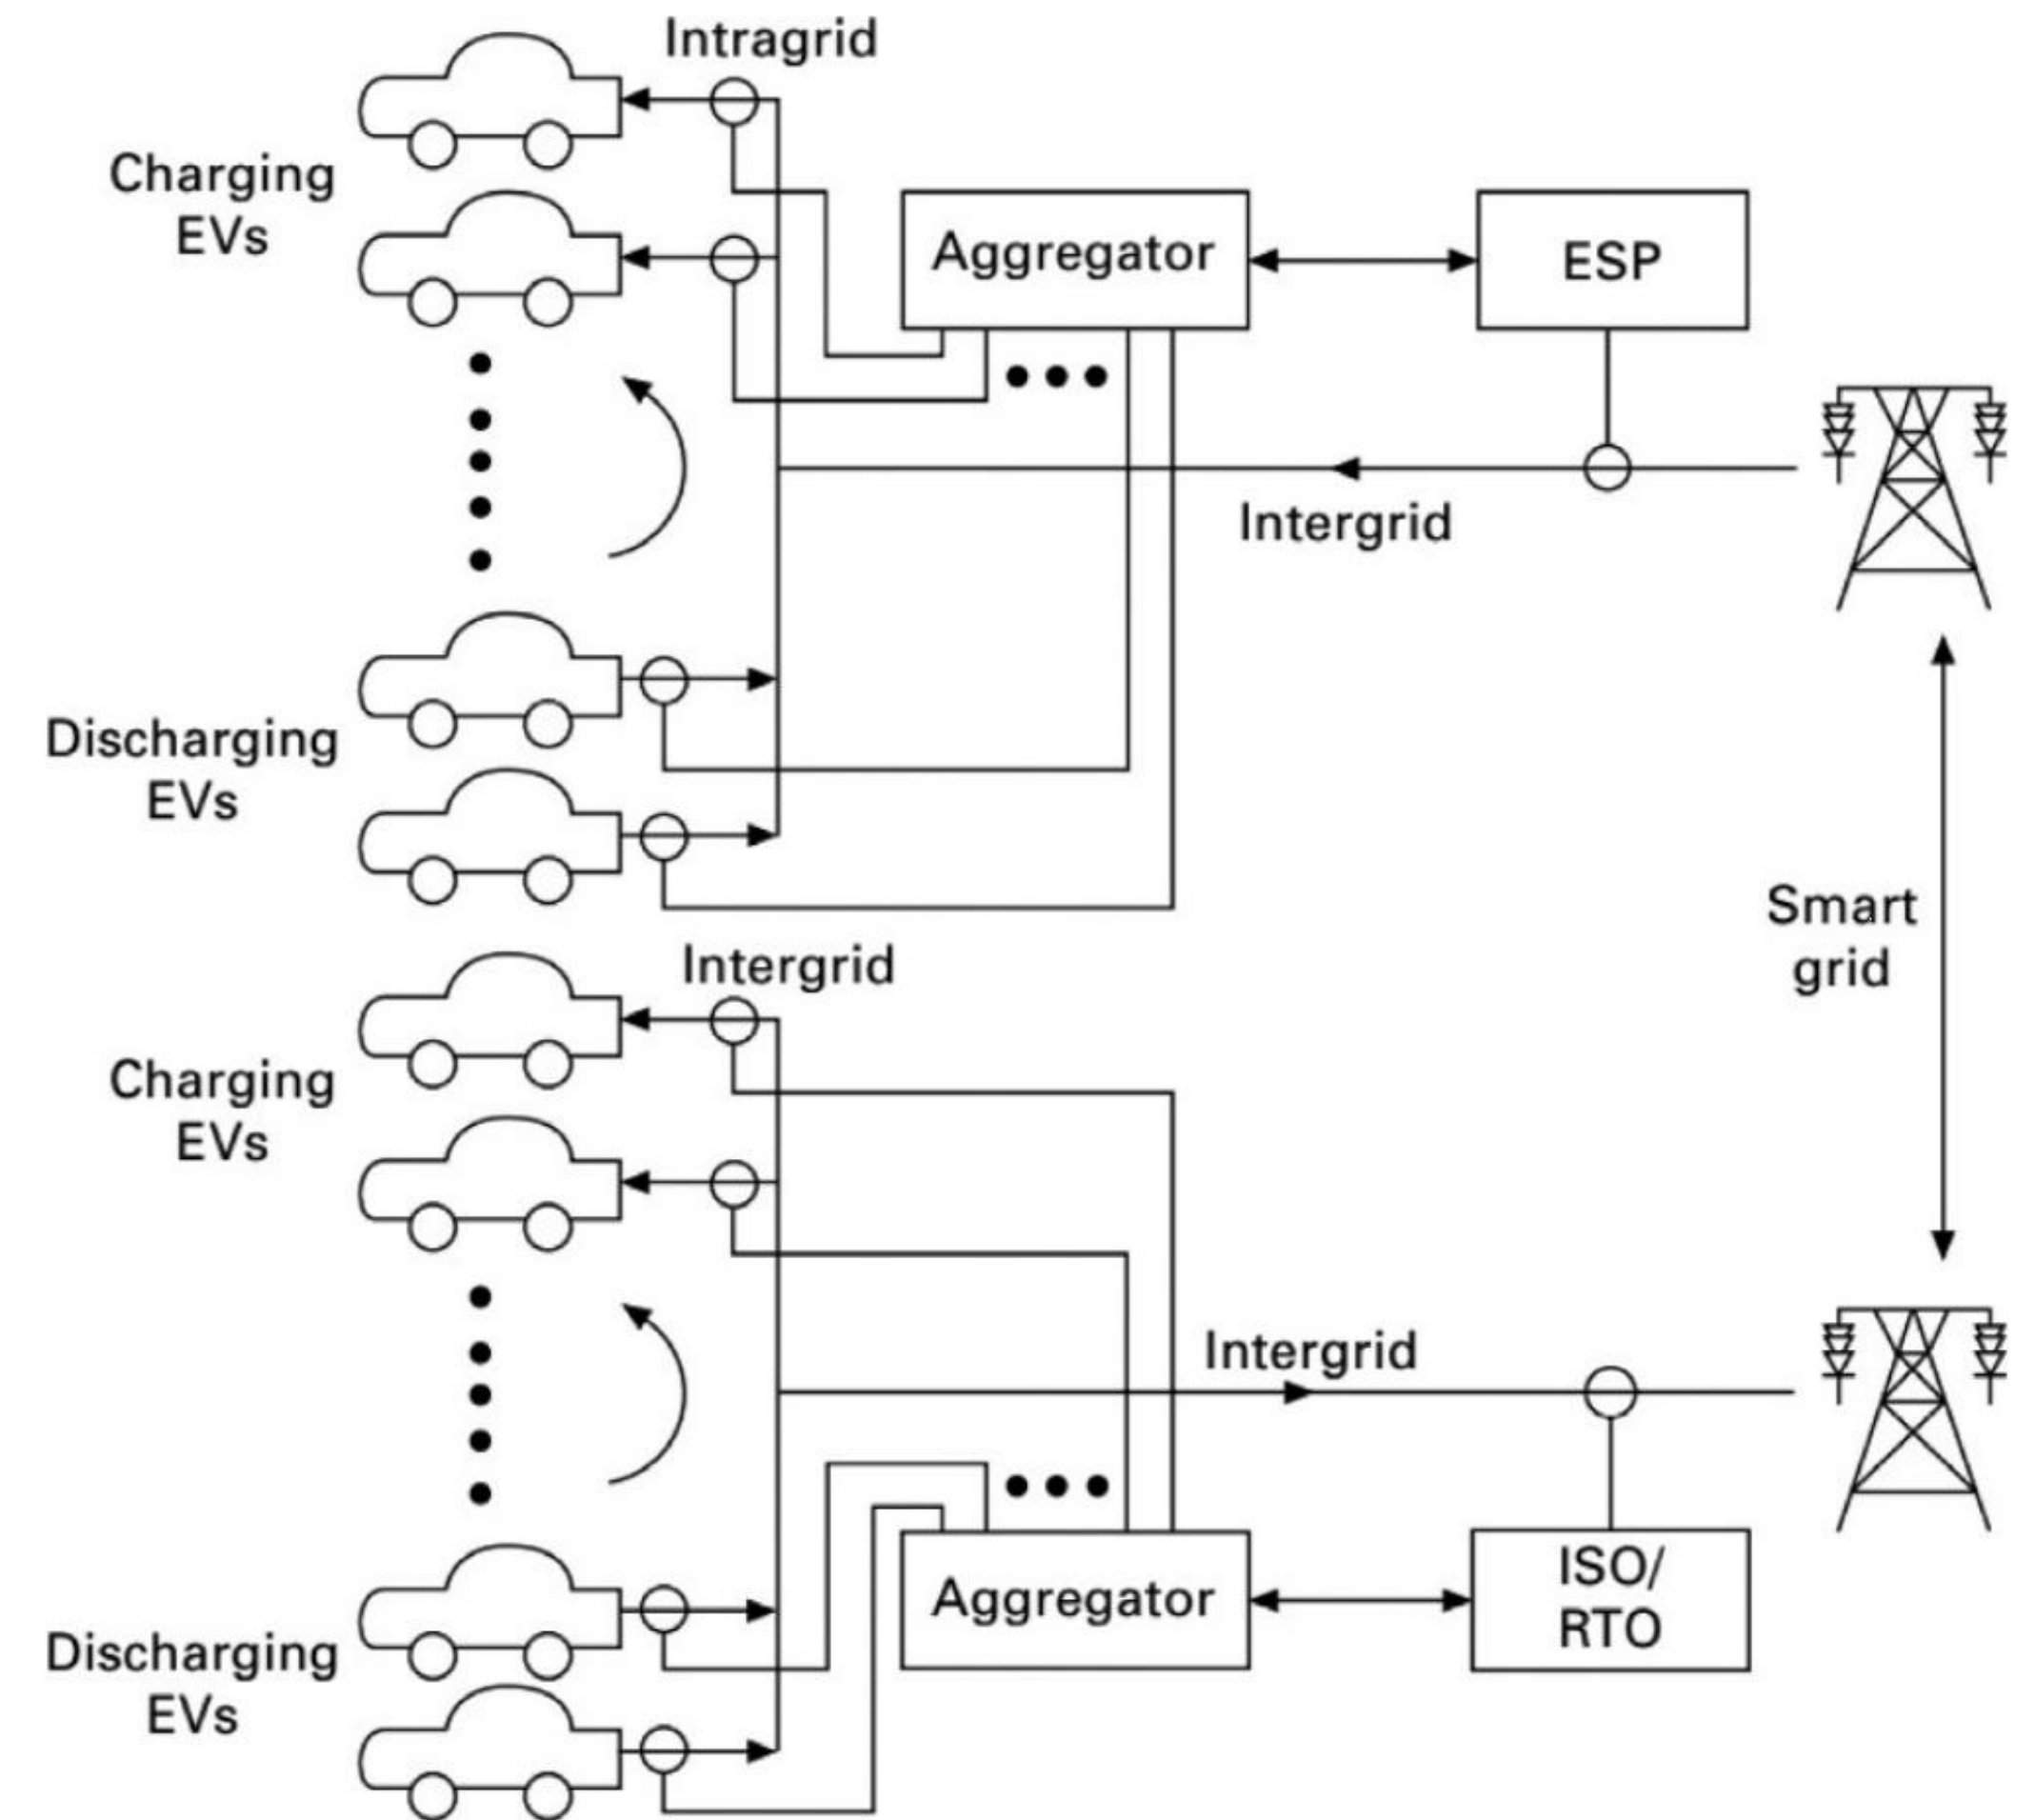 Intragrid
Charging
EVs
Aggregator
ESP
Intergrid
Discharging
EVs
Smart
grid
Intergrid
Charging
EVs
Intergrid
Aggregator
ISO/
RTO
Discharging
EVs